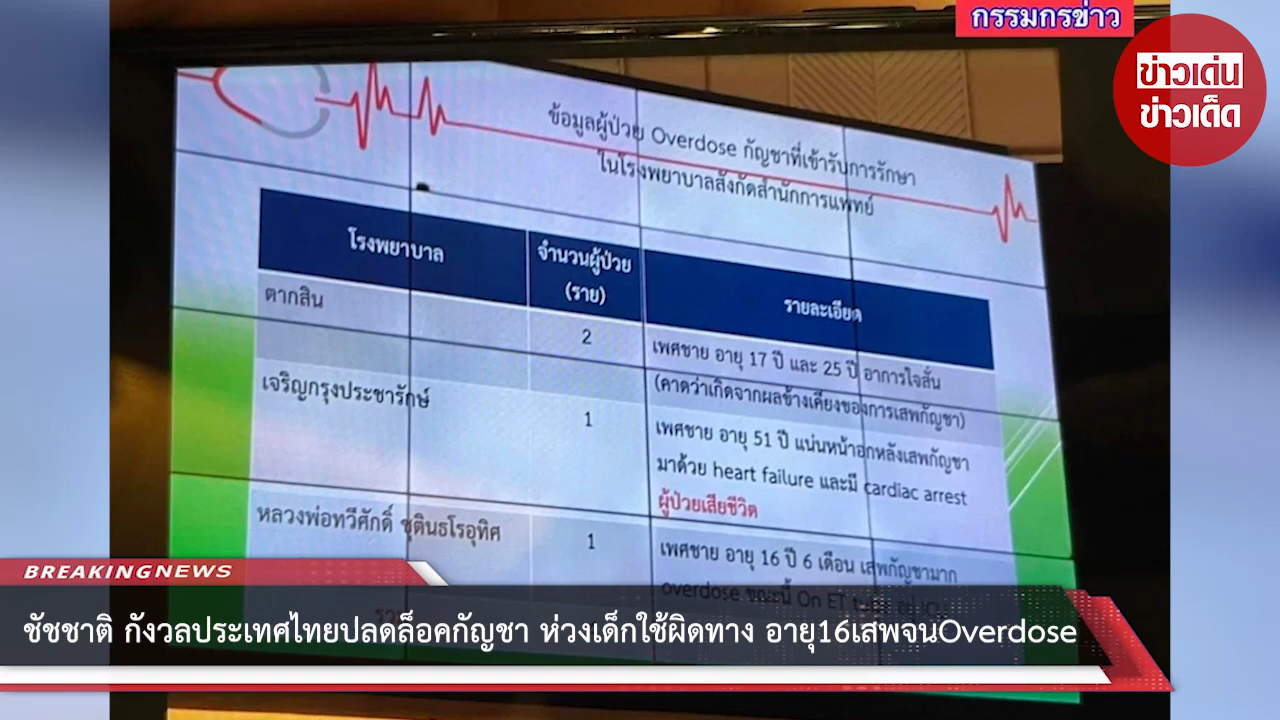 กรรมกรข่าว
ข่าวเด่น
ข่าวเด็ด
ข้อมูลผู้ป่วย Overdose กัญชาที่เข้ารับการรักษา
ในโรงพยาบาลสังกัดสำนักการแพทย์
โรงพยาบาล
จำนวนผู้ป่วย
(ราย)
รายละเอียด
ตากสิน
2
เพศชาย อายุ 17 ปี และ 25 ปี อาการใจสั่น
(คาดว่าเกิดจากผลข้างเคียงของการเสพกัญชา)
เจริญกรุงประชารักษ์
1
เพศชาย อายุ 51 ปี แน่นหน้าอกหลังเสพกัญชา
มาด้วย heart failure และมี cardiac arrest
ผู้ป่วยเสียชีวิต
หลวงพ่อทวีศักดิ์ ชุตินธโรอุทิศ
1
เพศชาย อายุ 16 ปี 6 เดือน เสพกัญชามาก
overdose ขณะนี้ On ET
BREAKING NEWS
ชัชชาติ กังวลประเทศไทยปลดล็อคกัญชา ห่วงเด็กใช้ผิดทาง อายุ16เสพจนOverdose